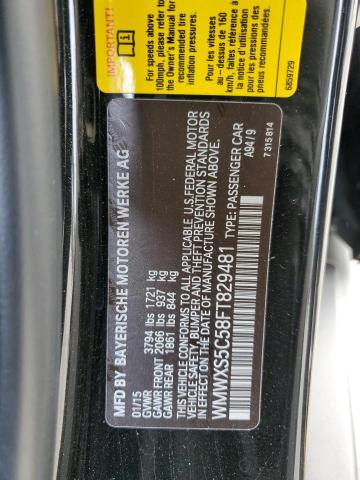 IMPORTANT!
For speeds above
100mph, please read
the Owner's Manual for
recommended tire
inflation pressures.
Pour les vitesses
au - dessus de 160
km/h, faites référence à
la notice d'utilisation
des pressions de
pneus recommandées.
6859729
MFD BY BAYERISCHE MOTOREN WERKE AG
01/15
GVWR 3794 lbs 1721 kg
GAWR FRONT 2066 lbs 937 kg
GAWR REAR 1861 lbs 844 kg
THIS VEHICLE CONFORMS TO ALL APPLICABLE U.S.FEDERAL MOTOR
VEHICLE SAFETY, BUMPER AND THEFT PREVENTION STANDARDS
IN EFFECT ON THE DATE OF MANUFACTURE SHOWN ABOVE.
WMWXS5C58FT829481 TYPE: PASSENGER CAR
A94/9
7 315 814